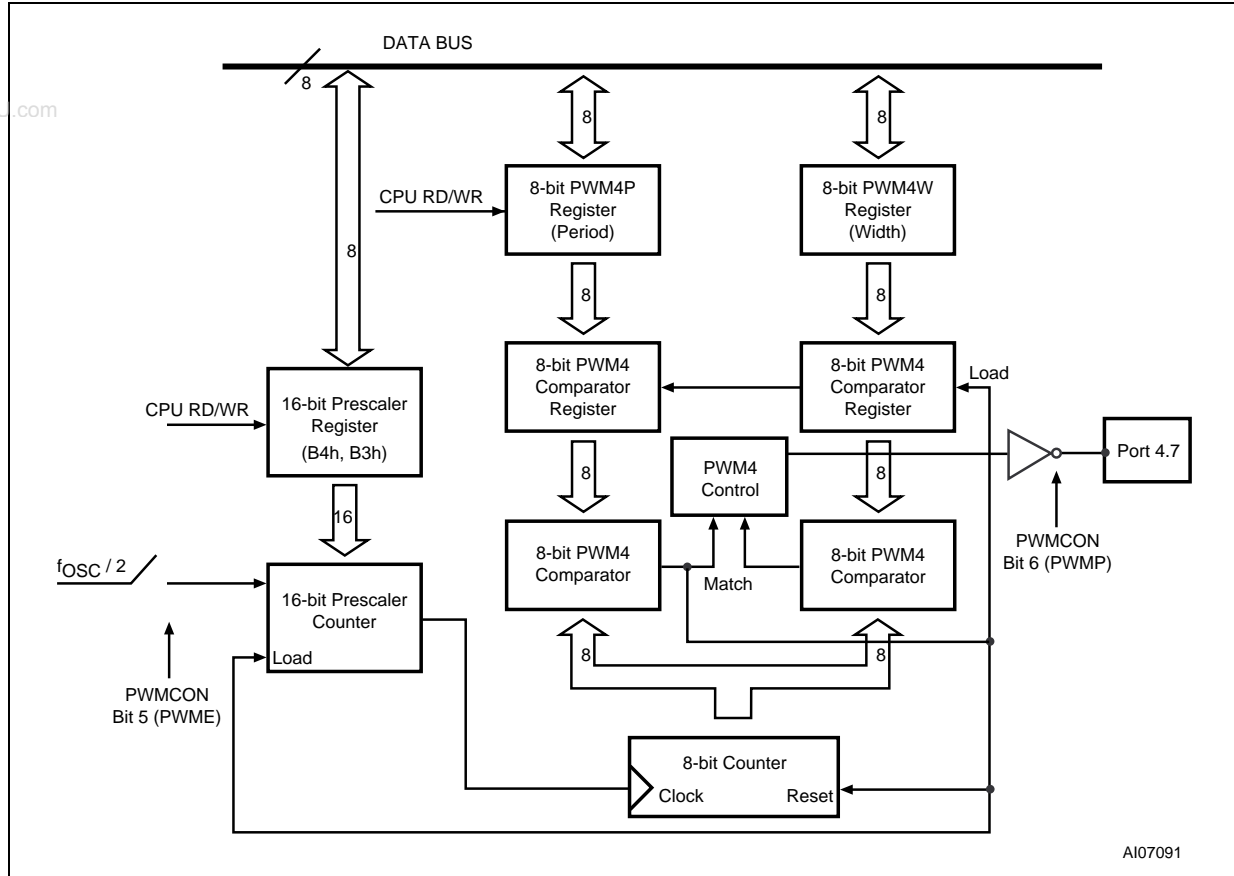 DATA BUS
8
U.com
8
8
8
8-bit PWM4P
Register
(Period)
8-bit PWM4W
Register
(Width)
CPU RD/WR
8
8
8-bit PWM4
Comparator
Register
8-bit PWM4
Comparator
Register
Load
CPU RD/WR
16-bit Prescaler
Register
(B4h, B3h)
8
8
PWM4
Control
Port 4.7
16
PWMCON
Bit 6 (PWMP)
8-bit PWM4
Comparator
Match
8-bit PWM4
Comparator
fOSC / 2
16-bit Prescaler
Counter
Load
8
8
PWMCON
Bit 5 (PWME)
8-bit Counter
Clock
Reset
AI07091